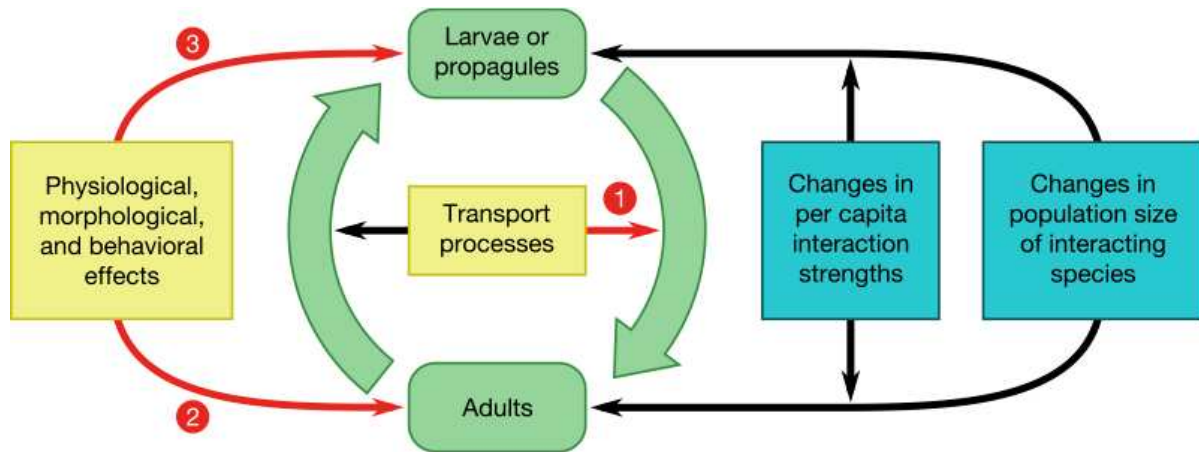 3
Larvae or
propagules
Physiological,
morphological,
and behavioral
effects
Transport
processes
1
Changes in
per capita
interaction
strengths
Changes in
population size
of interacting
species
2
Adults